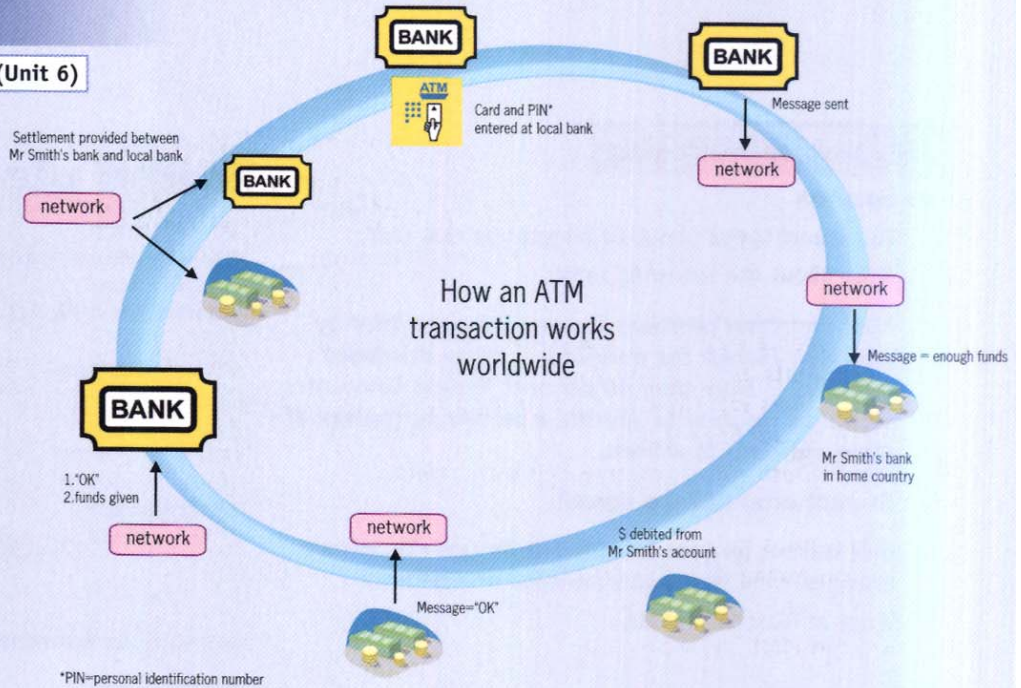 (Unit 6)
BANK
ATM
Card and PIN*
entered at local bank
BANK
Message sent
network
network
Message = enough funds
Mr Smith's bank
in home country
$ debited from
Mr Smith's account
network
Message="OK"
BANK
1."OK"
2.funds given
network
Settlement provided between
Mr Smith's bank and local bank
network
BANK
How an ATM
transaction works
worldwide
*PIN=personal identification number